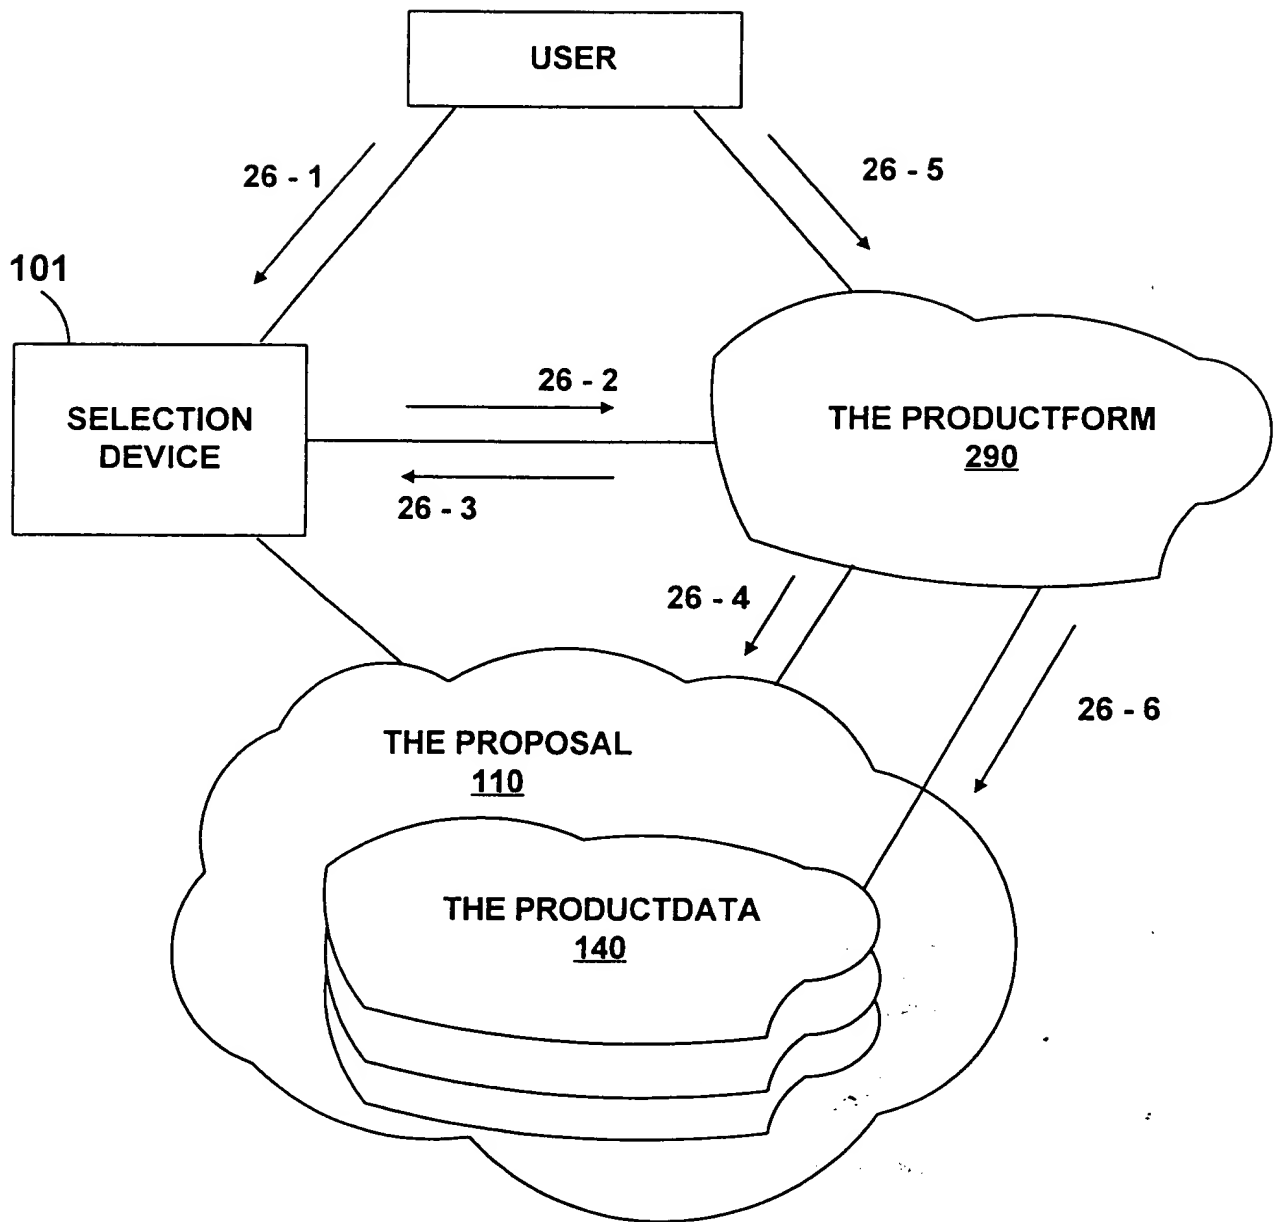 USER
26 - 1
26 - 5
101
26 - 2
SELECTION
DEVICE
THE PRODUCTFORM
290
26 - 3
26 - 4
26 - 6
THE PROPOSAL
110
THE PRODUCTDATA
140